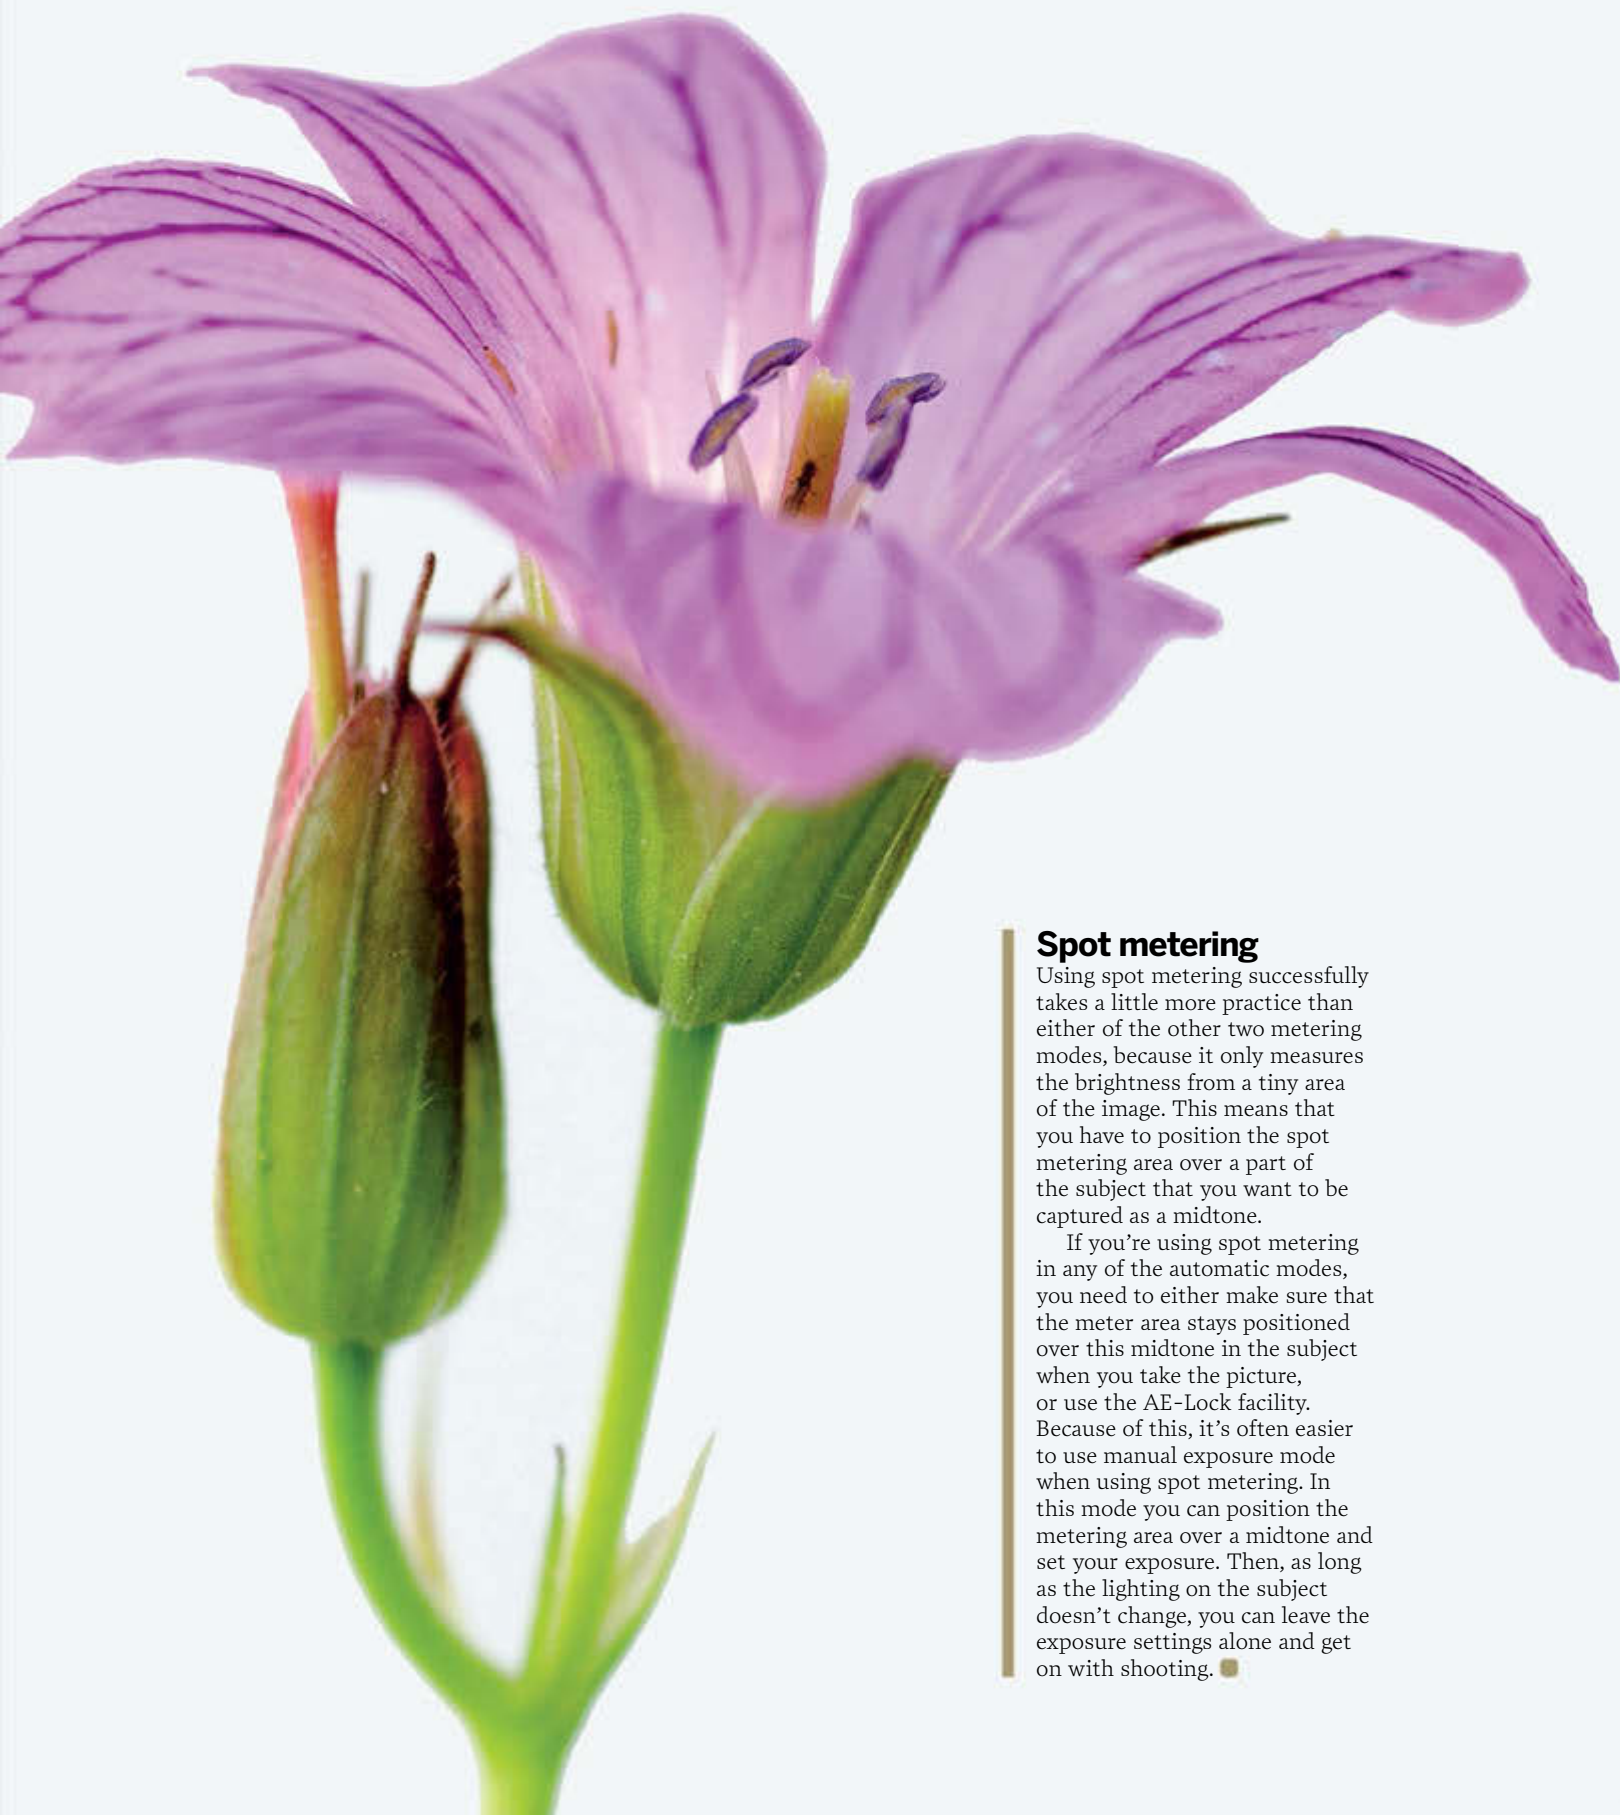 Spot metering
Using spot metering successfully
takes a little more practice than
either of the other two metering
modes, because it only measures
the brightness from a tiny area
of the image. This means that
you have to position the spot
metering area over a part of
the subject that you want to be
captured as a midtone.
If you’re using spot metering
in any of the automatic modes,
you need to either make sure that
the meter area stays positioned
over this midtone in the subject
when you take the picture,
or use the AE-Lock facility.
Because of this, it’s often easier
to use manual exposure mode
when using spot metering. In
this mode you can position the
metering area over a midtone and
set your exposure. Then, as long
as the lighting on the subject
doesn’t change, you can leave the
exposure settings alone and get
on with shooting.